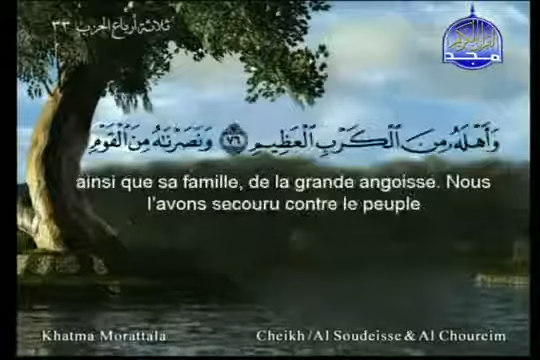 ثلاثة أرباع الحزب ٣٣
مجد
وَأَهْلَهُۥ مِنَ ٱلْكَرْبِ ٱلْعَظِيمِ ٧٦ وَنَصَرْنَٰهُ مِنَ ٱلْقَوْمِ
ainsi que sa famille, de la grande angoisse. Nous
l'avons secouru contre le peuple
Khatma Morattala
Cheikh / Al Soudeisse & Al Choureim